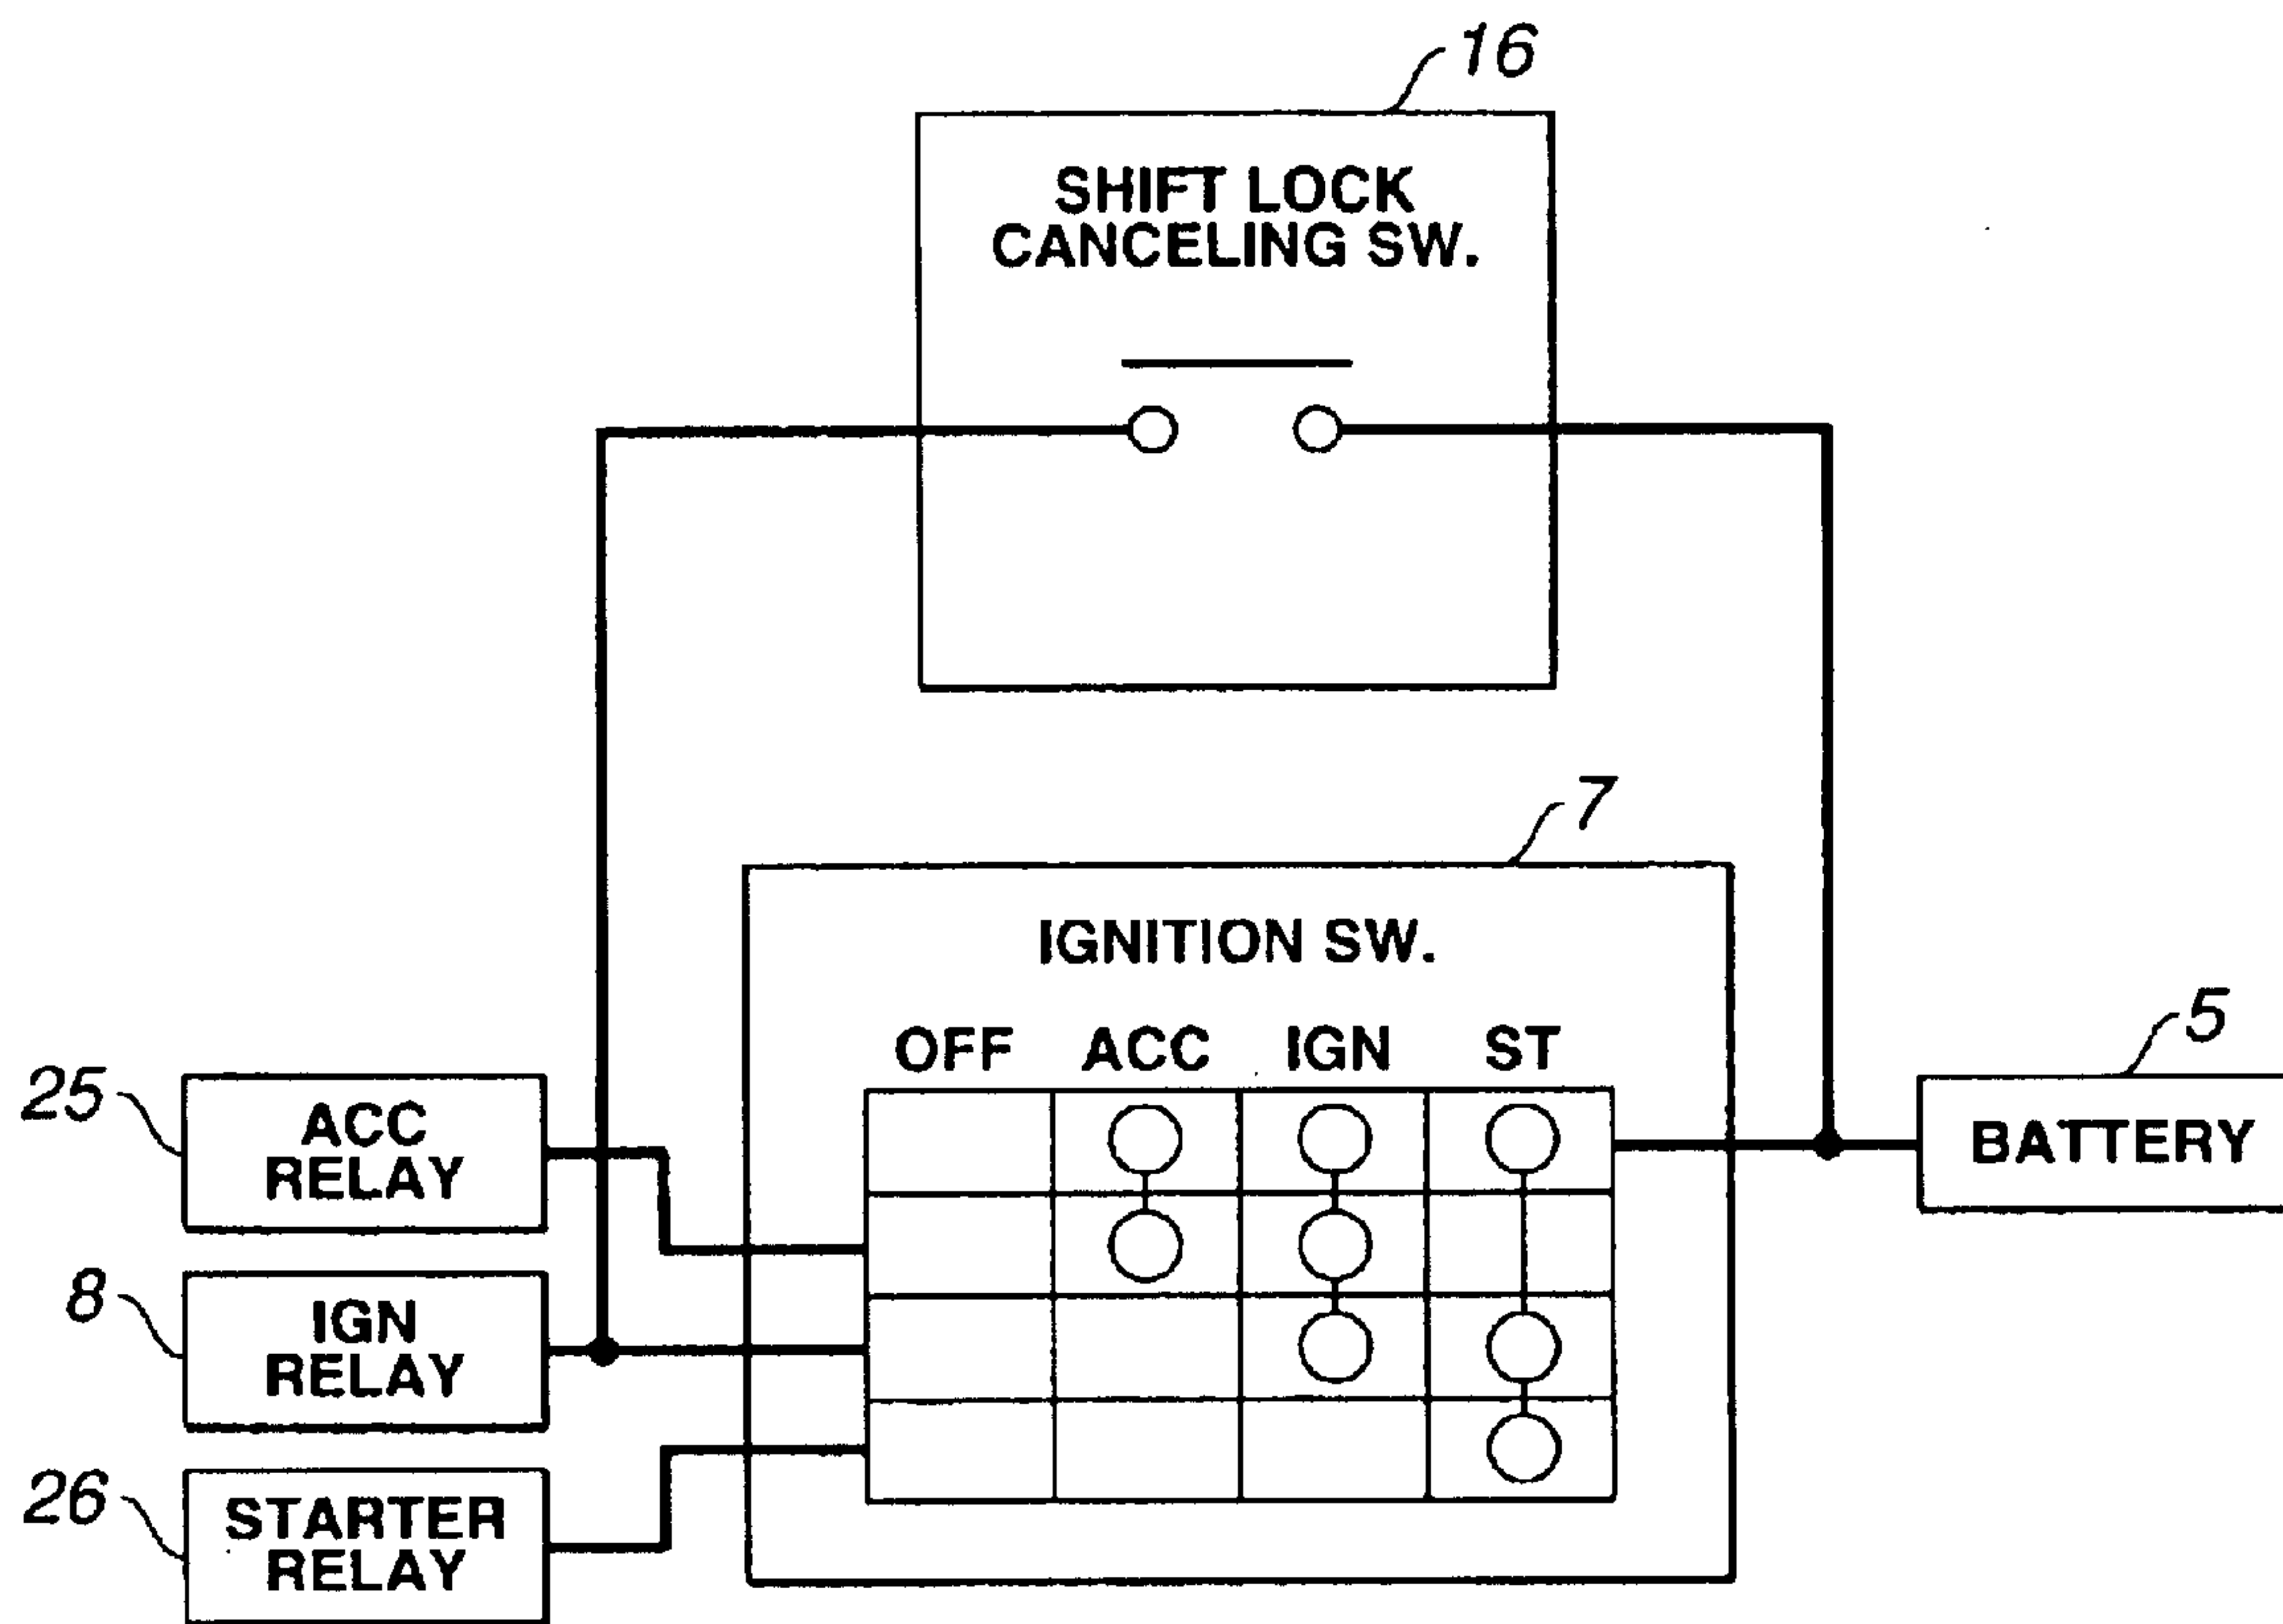 16
SHIFT LOCK
CANCELING SW.
7
IGNITION SW.
OFF ACC IGN ST
5
BATTERY
25
ACC
RELAY
8
IGN
RELAY
26
STARTER
RELAY